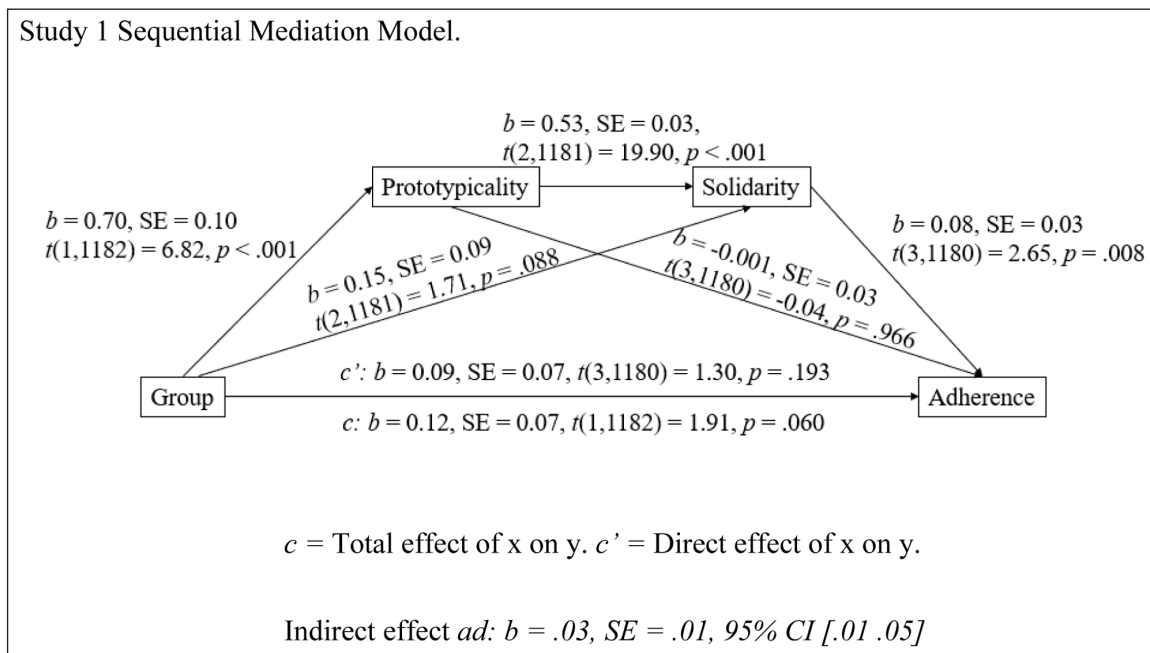 Study 1 Sequential Mediation Model.
b = 0.53, SE = 0.03,
t(2,1181) = 19.90, p < .001
Prototypicality
Solidarity
b = 0.70, SE = 0.10
t(1,1182) = 6.82, p < .001
b = 0.15, SE = 0.09
t(2,1181) = 1.71, p = .088
b = -0.001, SE = 0.03
t(3,1180) = -0.04, p = .966
b = 0.08, SE = 0.03
t(3,1180) = 2.65, p = .008
c’: b = 0.09, SE = 0.07, t(3,1180) = 1.30, p = .193
Group
Adherence
c: b = 0.12, SE = 0.07, t(1,1182) = 1.91, p = .060
c = Total effect of x on y. c’ = Direct effect of x on y.
Indirect effect ad: b = .03, SE = .01, 95% CI [.01 .05]